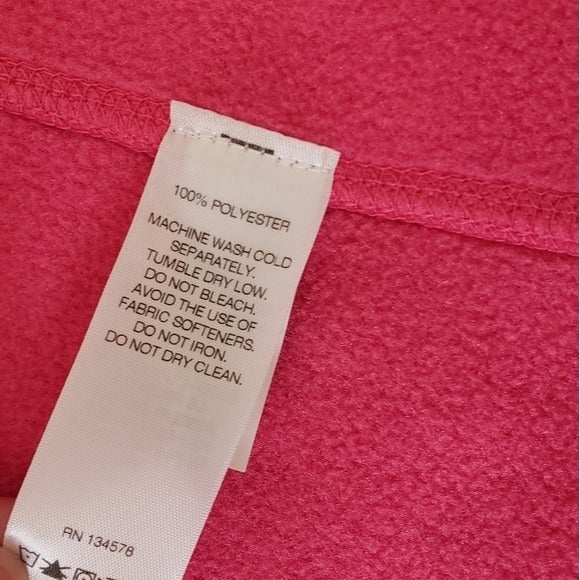 100% POLYESTER
MACHINE WASH COLD
SEPARATELY.
TUMBLE DRY LOW.
DO NOT BLEACH.
AVOID THE USE OF
FABRIC SOFTENERS.
DO NOT IRON.
DO NOT DRY CLEAN.
RN 134578